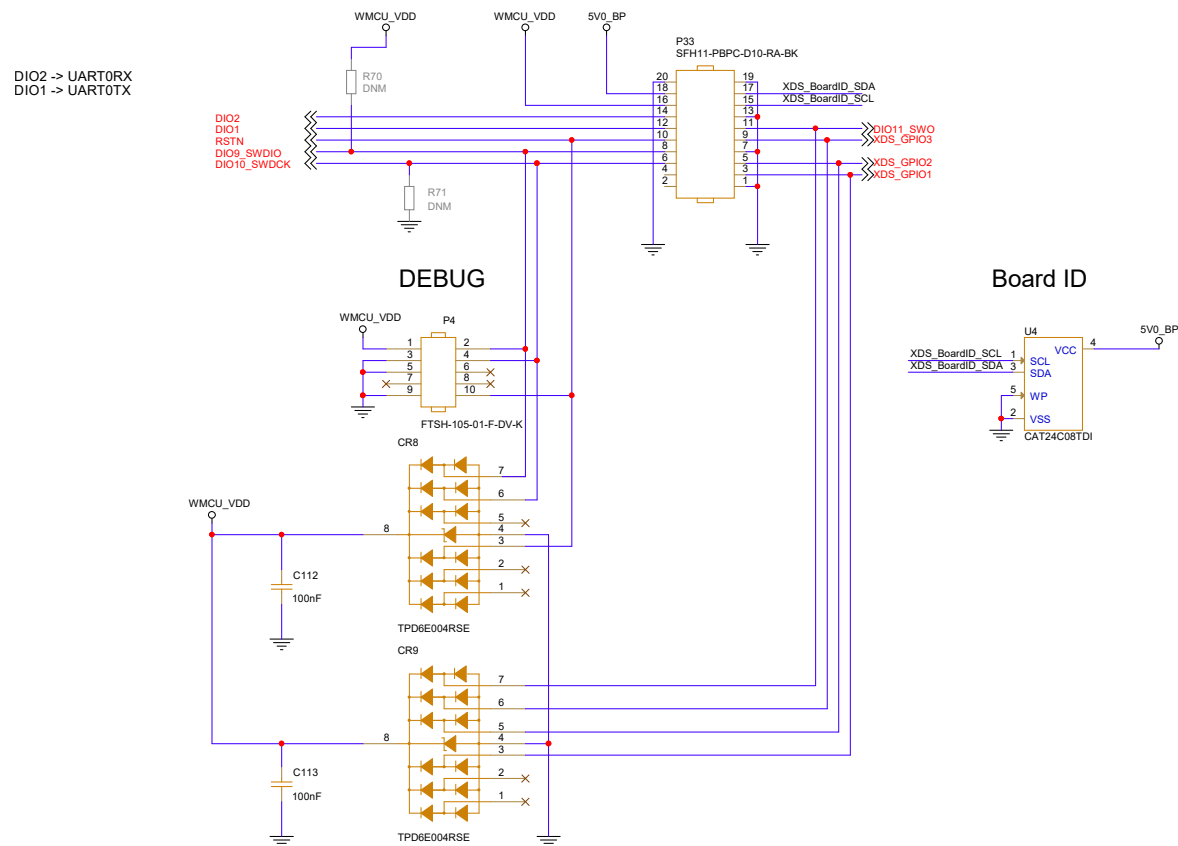 WMCU_VDD
WMCU_VDD
5V0_BP
P33
SFH11-PBPC-D10-RA-BK
DIO2 -> UART0RX
DIO1 -> UART0TX
R70
DNM
20
18
16
14
12
10
8
6
4
2
19
17
15
13
11
9
7
5
3
1
XDS_BoardID_SDA
XDS_BoardID_SCL
DIO2
DIO1
RSTN
DIO9_SWDIO
DIO10_SWDCK
DIO11_SWO
XDS_GPIO3
XDS_GPIO2
XDS_GPIO1
R71
DNM
DEBUG
Board ID
WMCU_VDD
P4
1
3
5
7
9
2
4
6
8
10
FTSH-105-01-F-DV-K
U4
5V0_BP
XDS_BoardID_SCL
XDS_BoardID_SDA
1
3
5
2
4
SCL
SDA
WP
VSS
VCC
CAT24C08TDI
CR8
7
6
5
4
3
2
1
8
WMCU_VDD
C112
100nF
TPD6E004RSE
CR9
7
6
5
4
3
2
1
8
C113
100nF
TPD6E004RSE